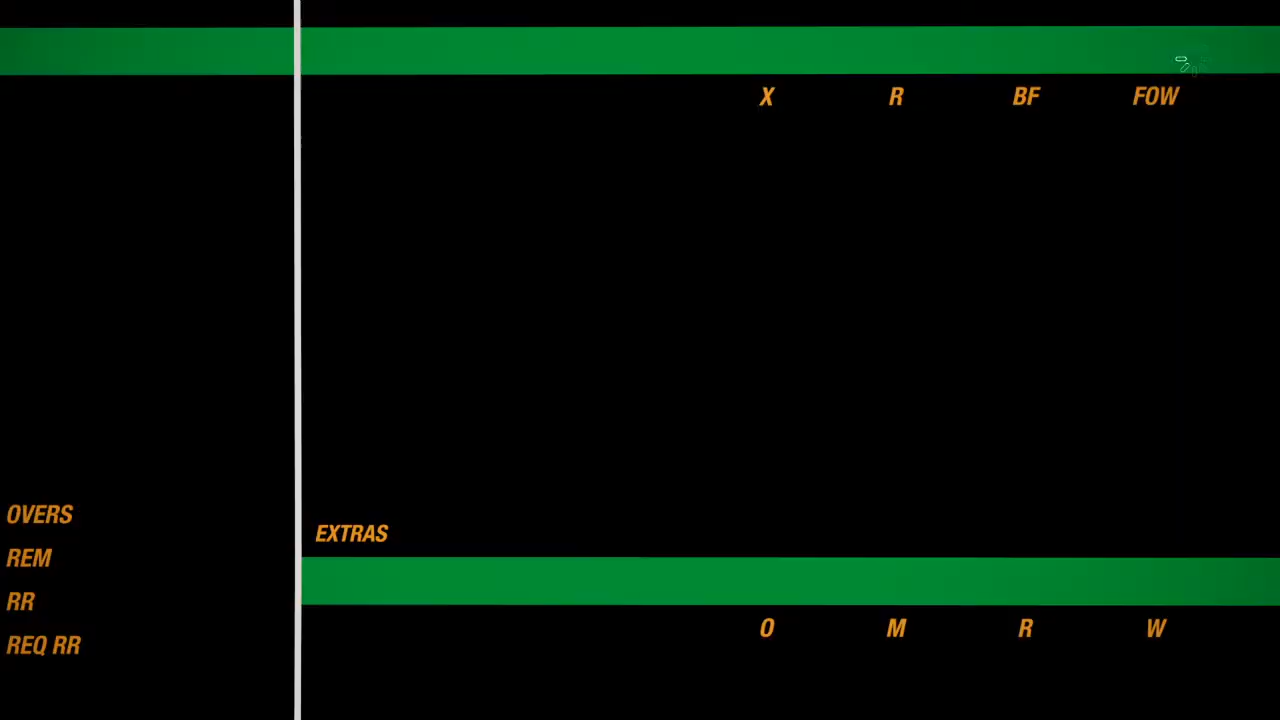 X R BF FOW
OVERS
REM
RR
REQ RR
EXTRAS
O M R W